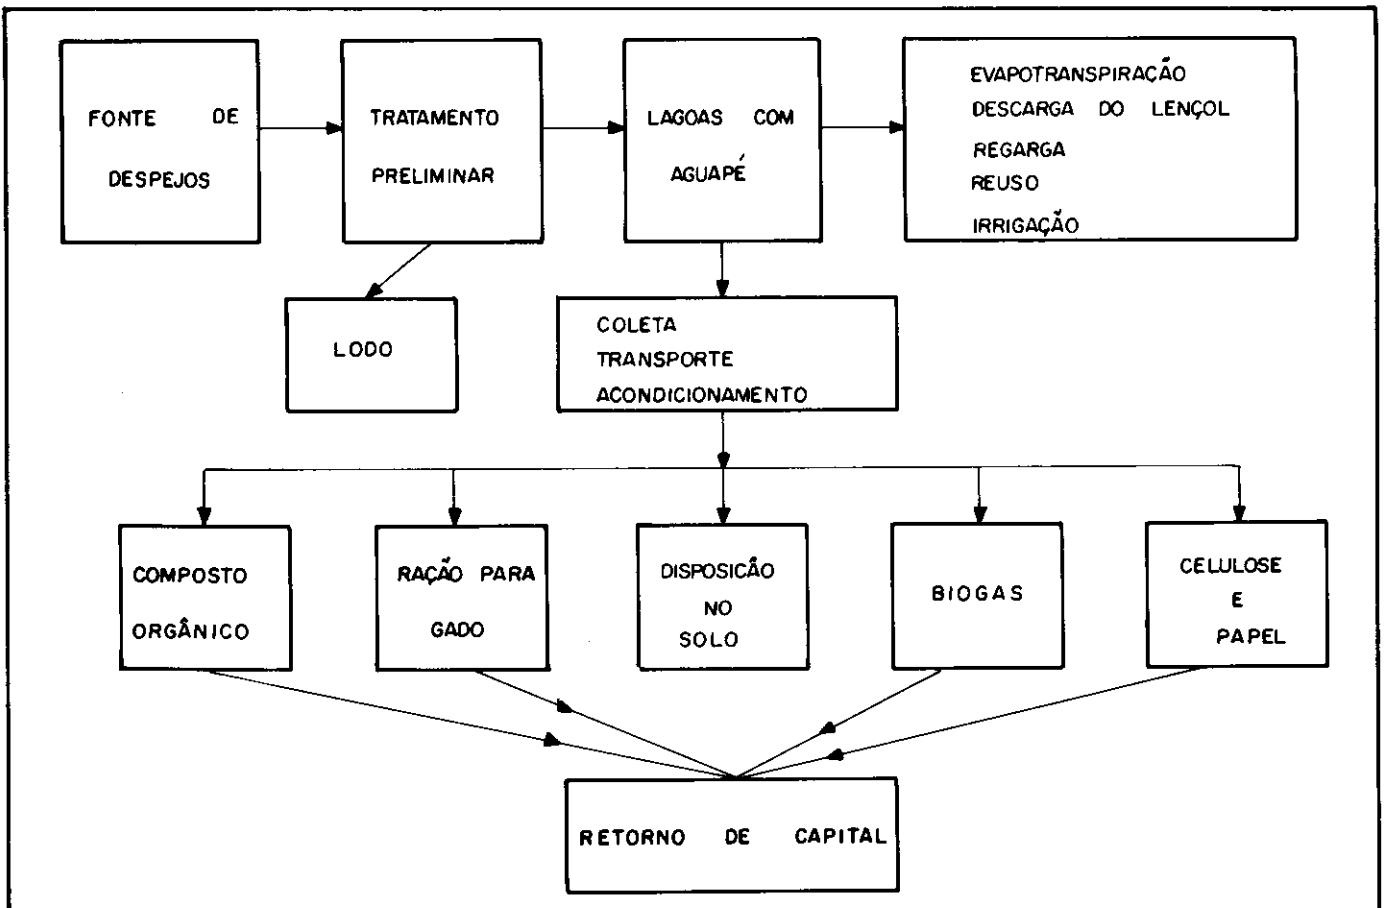 FONTE DE
DESPEJOS
TRATAMENTO
PRELIMINAR
LAGOAS COM
AGUAPÉ
EVAPOTRANSPIRAÇÃO
DESCARGA DO LENÇOL
REGARGA
REUSO
IRRIGAÇÃO
LODO
COLETA
TRANSPORTE
ACONDICIONAMENTO
COMPOSTO
ORGÂNICO
RAÇÃO PARA
GADO
DISPOSICÃO
NO
SOLO
BIOGAS
CELULOSE
E
PAPEL
RETORNO DE CAPITAL